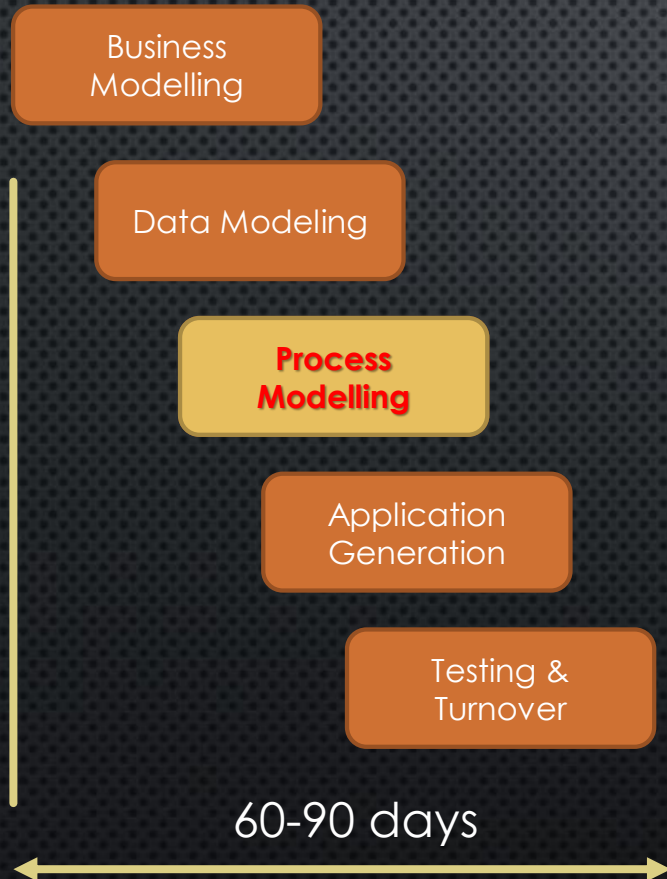 Business
Modelling
Data Modeling
Process
Modelling
Application
Generation
Testing &
Turnover
60-90 days